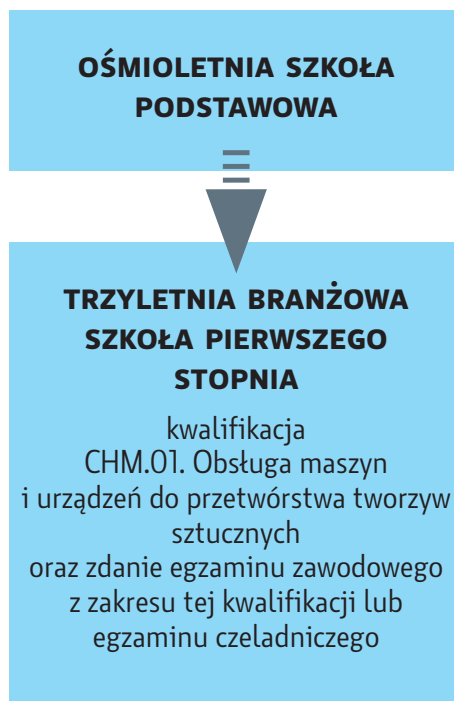 OŚMIOLETNIA SZKOŁA
PODSTAWOWA
TRZYLETNIA BRANŻOWA
SZKOŁA PIERWSZEGO
STOPNIA
kwalifikacja
CHM.01. Obsługa maszyn
i urządzeń do przetwórstwa tworzyw
sztucznych
oraz zdanie egzaminu zawodowego
z zakresu tej kwalifikacji lub
egzaminu czeladniczego